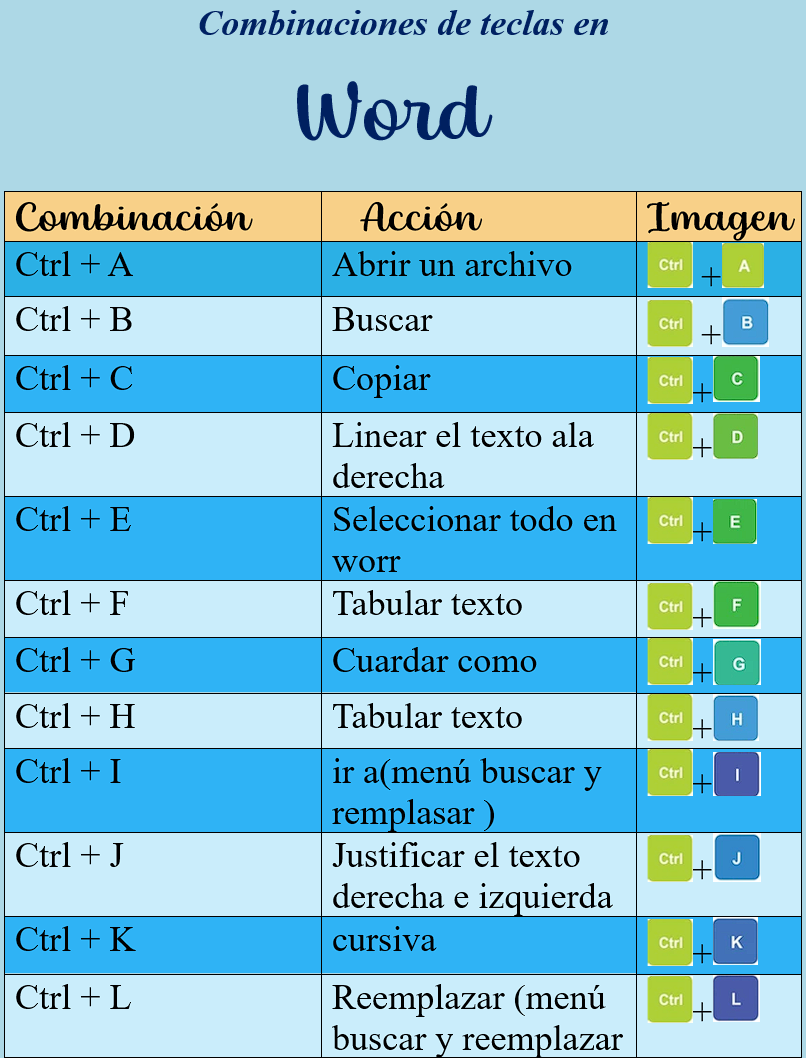 Combinaciones de teclas en
Word
Combinación Acción Imagen
Ctrl + A Abrir un archivo Ctrl + A
Ctrl + B Buscar Ctrl + B
Ctrl + C Copiar Ctrl + C
Ctrl + D Linear el texto ala Ctrl + D
derecha
Ctrl + E Seleccionar todo en Ctrl + E
worr
Ctrl + F Tabular texto Ctrl + F
Ctrl + G Cuardar como Ctrl + G
Ctrl + H Tabular texto Ctrl + H
Ctrl + I ir a(menú buscar y Ctrl + I
remplasar )
Ctrl + J Justificar el texto Ctrl + J
derecha e izquierda
Ctrl + K cursiva Ctrl + K
Ctrl + L Reemplazar (menú Ctrl + L
buscar y reemplazar